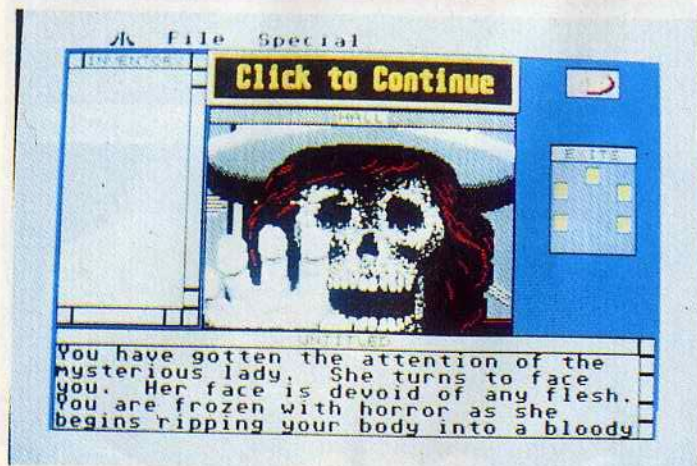 File Special
INVENTOR
Click to Continue
HALL
EXITS
UNTITLED
You have gotten the attention of the
mysterious lady. She turns to face
you. Her face is devoid of any flesh.
You are frozen with horror as she
begins ripping your body into a bloody